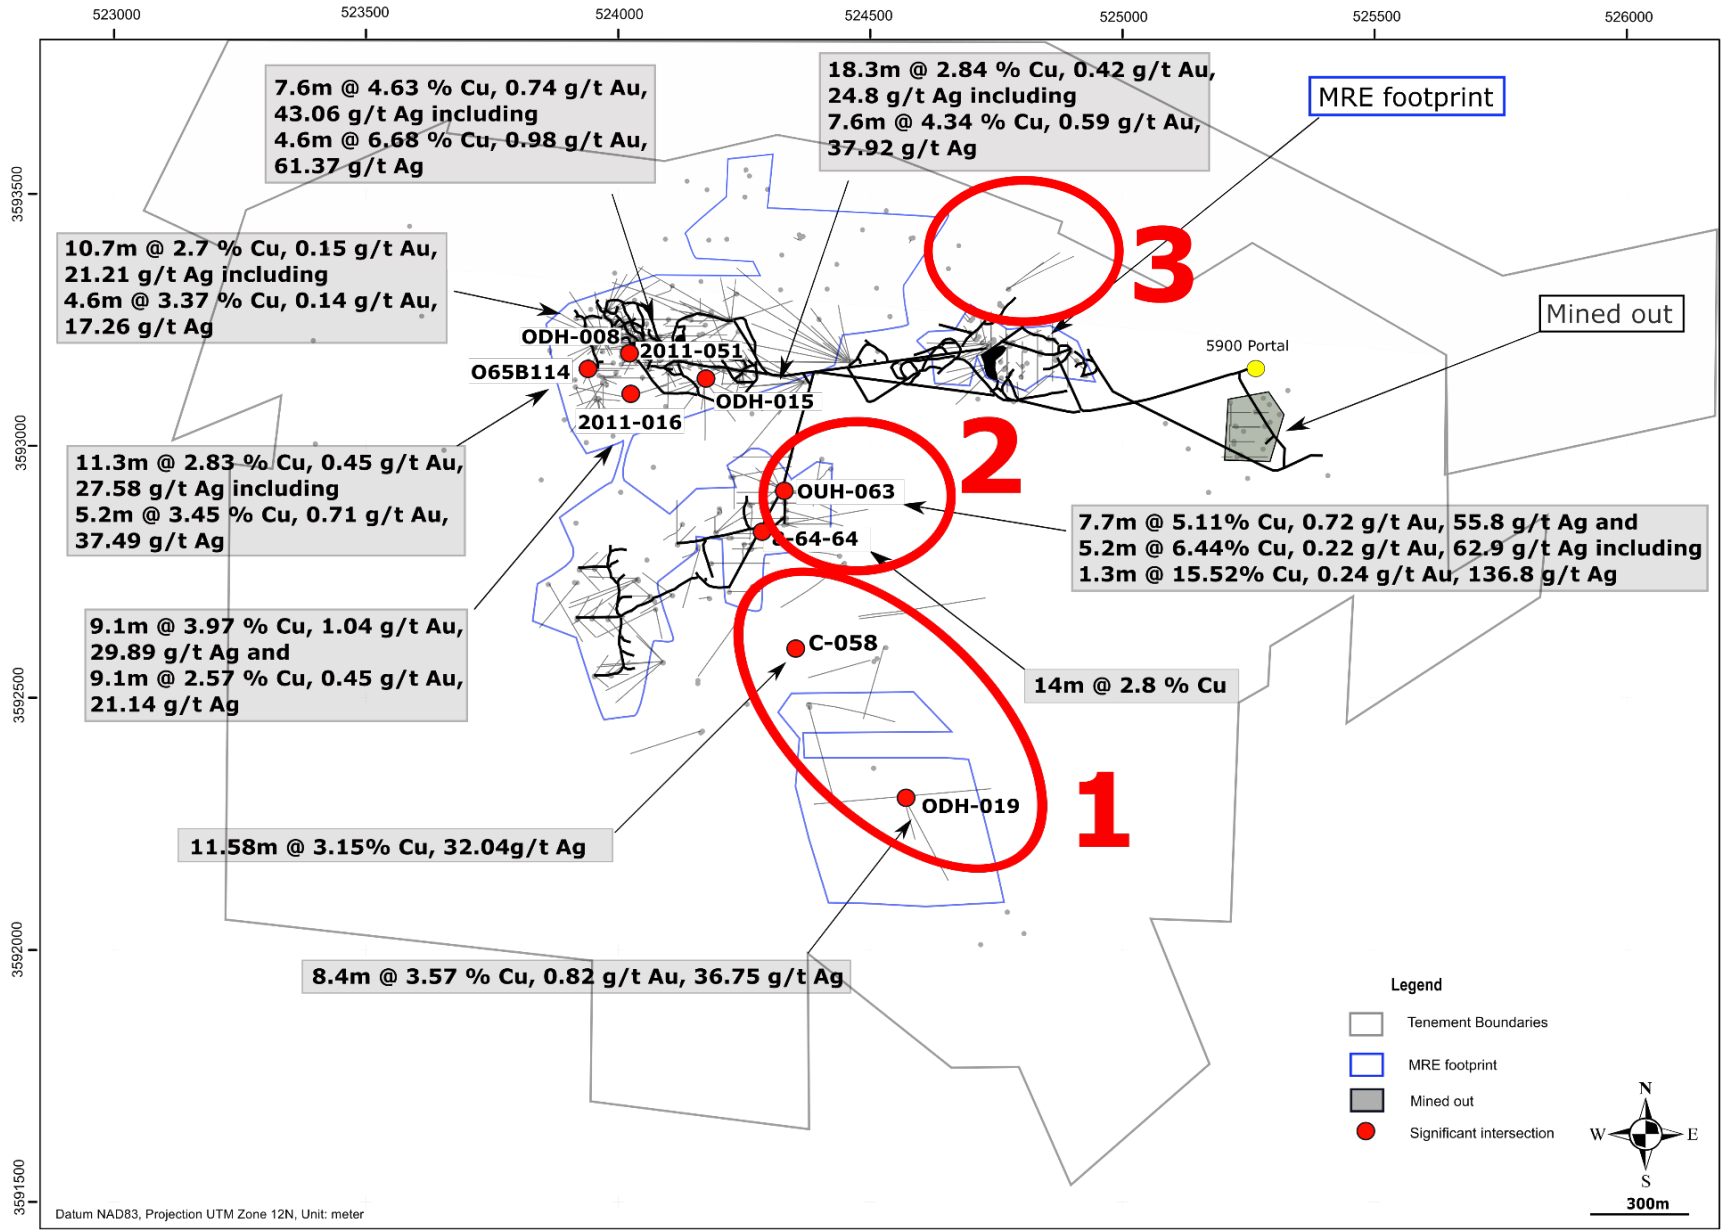 523000
523500
524000
524500
525000
525500
526000
3593500
3593000
3592500
3592000
3591500
7.6m @ 4.63 % Cu, 0.74 g/t Au,
43.06 g/t Ag including
4.6m @ 6.68 % Cu, 0.98 g/t Au,
61.37 g/t Ag
18.3m @ 2.84 % Cu, 0.42 g/t Au,
24.8 g/t Ag including
7.6m @ 4.34 % Cu, 0.59 g/t Au,
37.92 g/t Ag
MRE footprint
10.7m @ 2.7 % Cu, 0.15 g/t Au,
21.21 g/t Ag including
4.6m @ 3.37 % Cu, 0.14 g/t Au,
17.26 g/t Ag
3
Mined out
5900 Portal
ODH-008
2011-051
O65B114
ODH-015
2011-016
11.3m @ 2.83 % Cu, 0.45 g/t Au,
27.58 g/t Ag including
5.2m @ 3.45 % Cu, 0.71 g/t Au,
37.49 g/t Ag
2
OUH-063
8-64-64
7.7m @ 5.11% Cu, 0.72 g/t Au, 55.8 g/t Ag and
5.2m @ 6.44% Cu, 0.22 g/t Au, 62.9 g/t Ag including
1.3m @ 15.52% Cu, 0.24 g/t Au, 136.8 g/t Ag
9.1m @ 3.97 % Cu, 1.04 g/t Au,
29.89 g/t Ag and
9.1m @ 2.57 % Cu, 0.45 g/t Au,
21.14 g/t Ag
C-058
14m @ 2.8 % Cu
1
ODH-019
11.58m @ 3.15% Cu, 32.04g/t Ag
8.4m @ 3.57 % Cu, 0.82 g/t Au, 36.75 g/t Ag
Legend
Tenement Boundaries
MRE footprint
Mined out
Significant intersection
N
W
E
S
300m
Datum NAD83, Projection UTM Zone 12N, Unit: meter